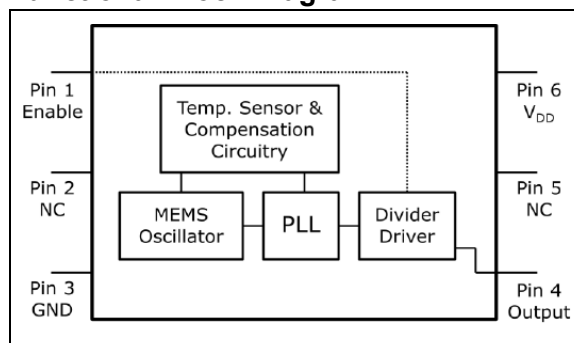 Functional Block Diagram
Pin 1
Enable
Temp. Sensor &
Compensation
Circuitry
Pin 6
VDD
Pin 2
NC
MEMS
Oscillator
PLL
Divider
Driver
Pin 5
NC
Pin 3
GND
Pin 4
Output